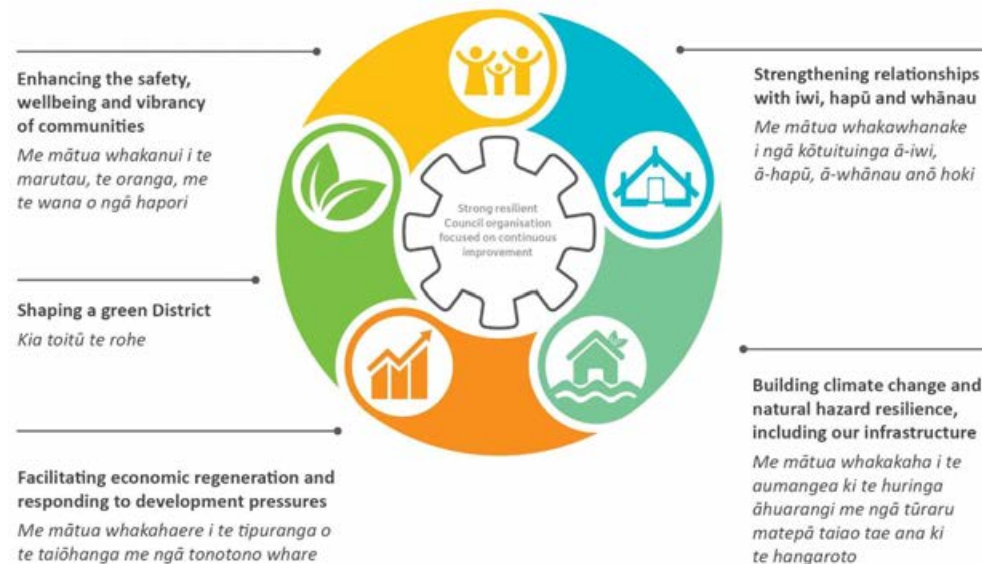 Enhancing the safety,
wellbeing and vibrancy
of communities
Me mātua whakanui i te
marutau, te oranga, me
te wana o ngā hapori
Shaping a green District
Kia toitū te rohe
Facilitating economic regeneration and
responding to development pressures
Me mātua whakahaere i te tipuranga o
te taiōhanga me ngā tonotono whare
Strong resilient
Council organisation
focused on continuous
improvement
Strengthening relationships
with iwi, hapū and whānau
Me mātua whakawhanake
i ngā kōtuituinga ā-iwi,
ā-hapū, ā-whānau anō hoki
Building climate change and
natural hazard resilience,
including our infrastructure
Me mātua whakakaha i te
aumangea ki te huringa
āhuarangi me ngā tūraru
matepā taiao tae ana ki
te hangaroto